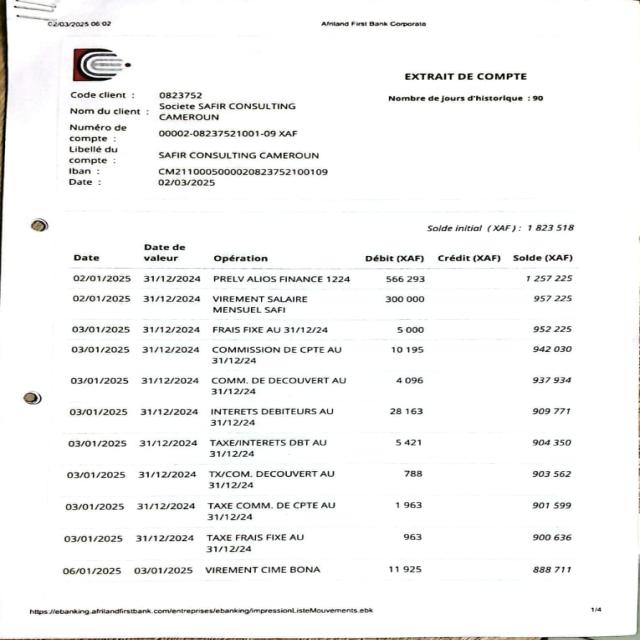 02/03/2025 06:02 Afriland First Bank Corporate
EXTRAIT DE COMPTE
Nombre de jours d'historique : 90
Code client : 0823752
Nom du client : Societe SAFIR CONSULTING
CAMEROUN
Numéro de
compte : 00002-08237521001-09 XAF
Libellé du
compte : SAFIR CONSULTING CAMEROUN
Iban : CM2110005000020823752100109
Date : 02/03/2025
Solde initial (XAF) : 1 823 518
Date Date de valeur Opération Débit (XAF) Crédit (XAF) Solde (XAF)
02/01/2025 31/12/2024 PRELV ALIOS FINANCE 1224 566 293 1 257 225
02/01/2025 31/12/2024 VIREMENT SALAIRE 300 000 957 225
MENSUEL SAFI
03/01/2025 31/12/2024 FRAIS FIXE AU 31/12/24 5 000 952 225
03/01/2025 31/12/2024 COMMISSION DE CPTE AU 10 195 942 030
31/12/24
03/01/2025 31/12/2024 COMM. DE DECOUVERT AU 4 096 937 934
31/12/24
03/01/2025 31/12/2024 INTERETS DEBITEURS AU 28 163 909 771
31/12/24
03/01/2025 31/12/2024 TAXE/INTERETS DBT AU 5 421 904 350
31/12/24
03/01/2025 31/12/2024 TX/COM. DECOUVERT AU 788 903 562
31/12/24
03/01/2025 31/12/2024 TAXE COMM. DE CPTE AU 1 963 901 599
31/12/24
03/01/2025 31/12/2024 TAXE FRAIS FIXE AU 963 900 636
31/12/24
06/01/2025 03/01/2025 VIREMENT CIME BONA 11 925 888 711
https://ebanking.afrilandfirstbank.com/entreprises/ebanking/impressionListeMouvements.ebk 1/4